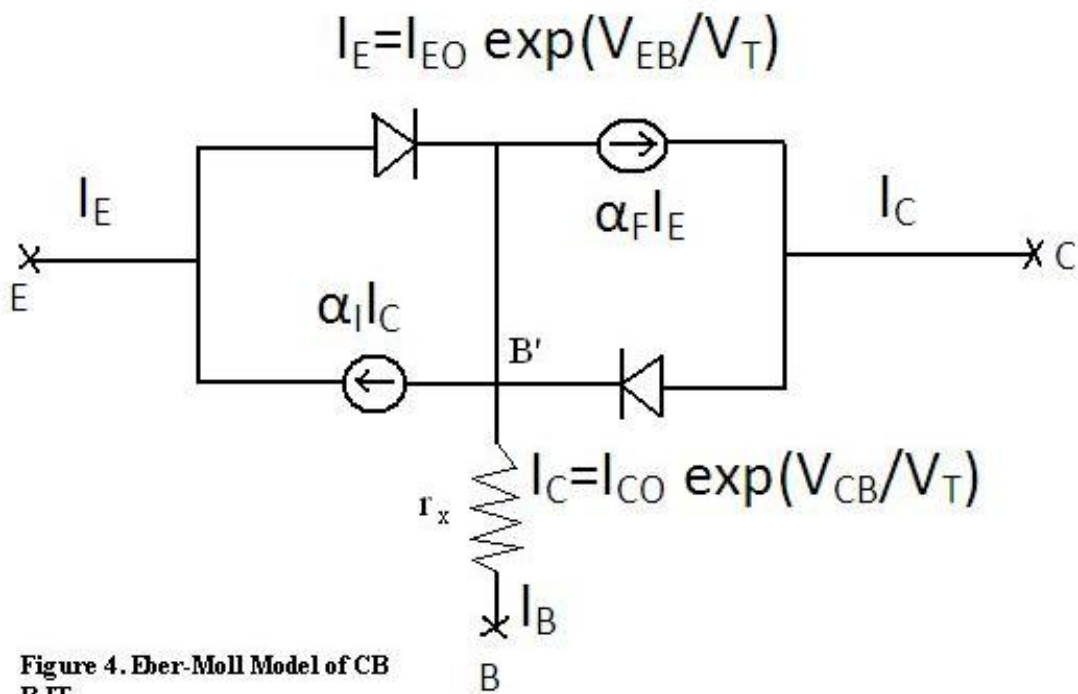 I_E=I_EO exp(V_EB/V_T)
I_E
α_F I_E
I_C
E
C
α_I I_C
B'
I_C=I_CO exp(V_CB/V_T)
r_x
I_B
B
Figure 4. Eber-Moll Model of CB
BJT